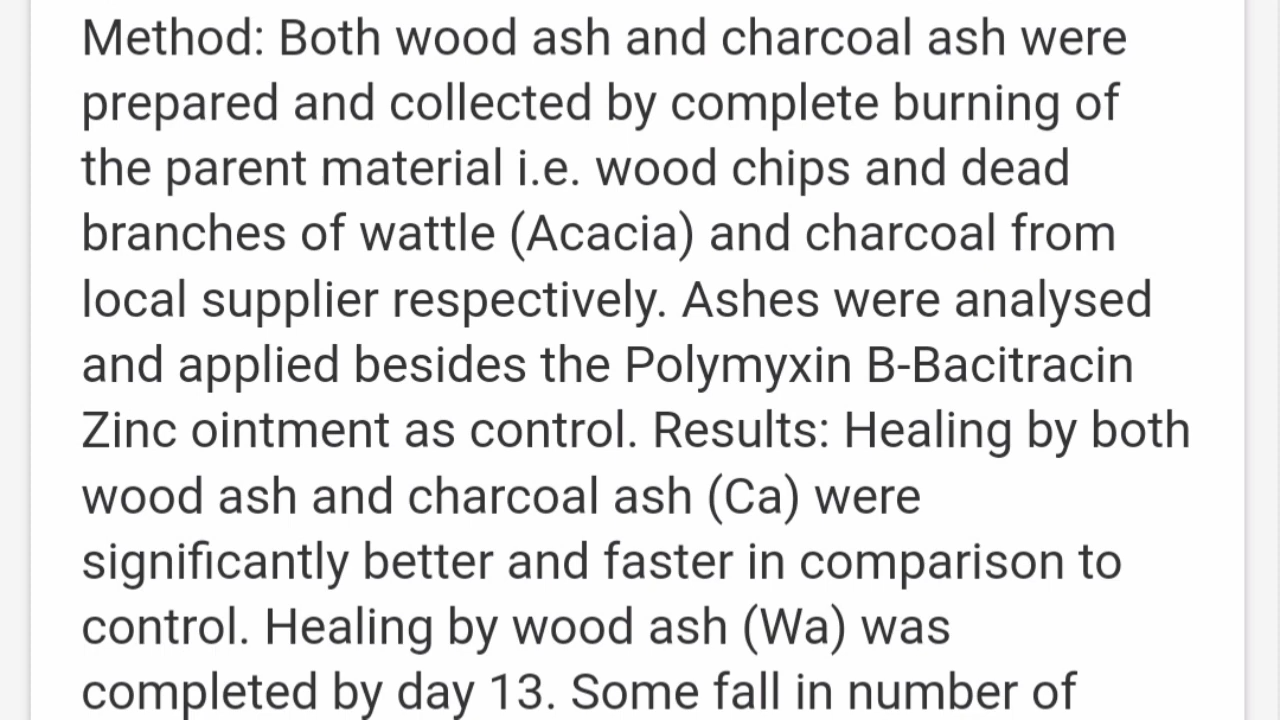 Method: Both wood ash and charcoal ash were
prepared and collected by complete burning of
the parent material i.e. wood chips and dead
branches of wattle (Acacia) and charcoal from
local supplier respectively. Ashes were analysed
and applied besides the Polymyxin B-Bacitracin
Zinc ointment as control. Results: Healing by both
wood ash and charcoal ash (Ca) were
significantly better and faster in comparison to
control. Healing by wood ash (Wa) was
completed by day 13. Some fall in number of